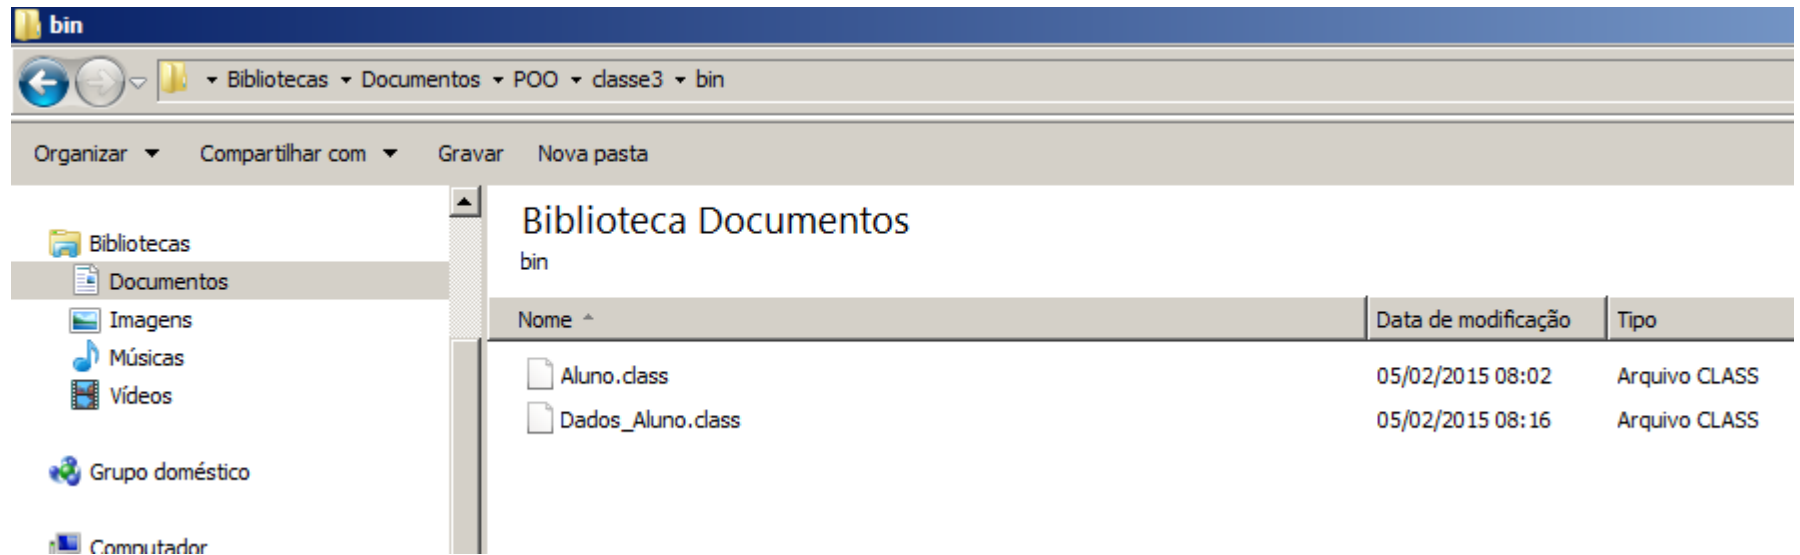 bin
Bibliotecas Documentos POO classe3 bin
Organizar Compartilhar com Gravar Nova pasta
Bibliotecas
Documentos
Imagens
Músicas
Vídeos
Grupo doméstico
Computador
Biblioteca Documentos
bin
Nome Data de modificação Tipo
Aluno.class 05/02/2015 08:02 Arquivo CLASS
Dados_Aluno.class 05/02/2015 08:16 Arquivo CLASS